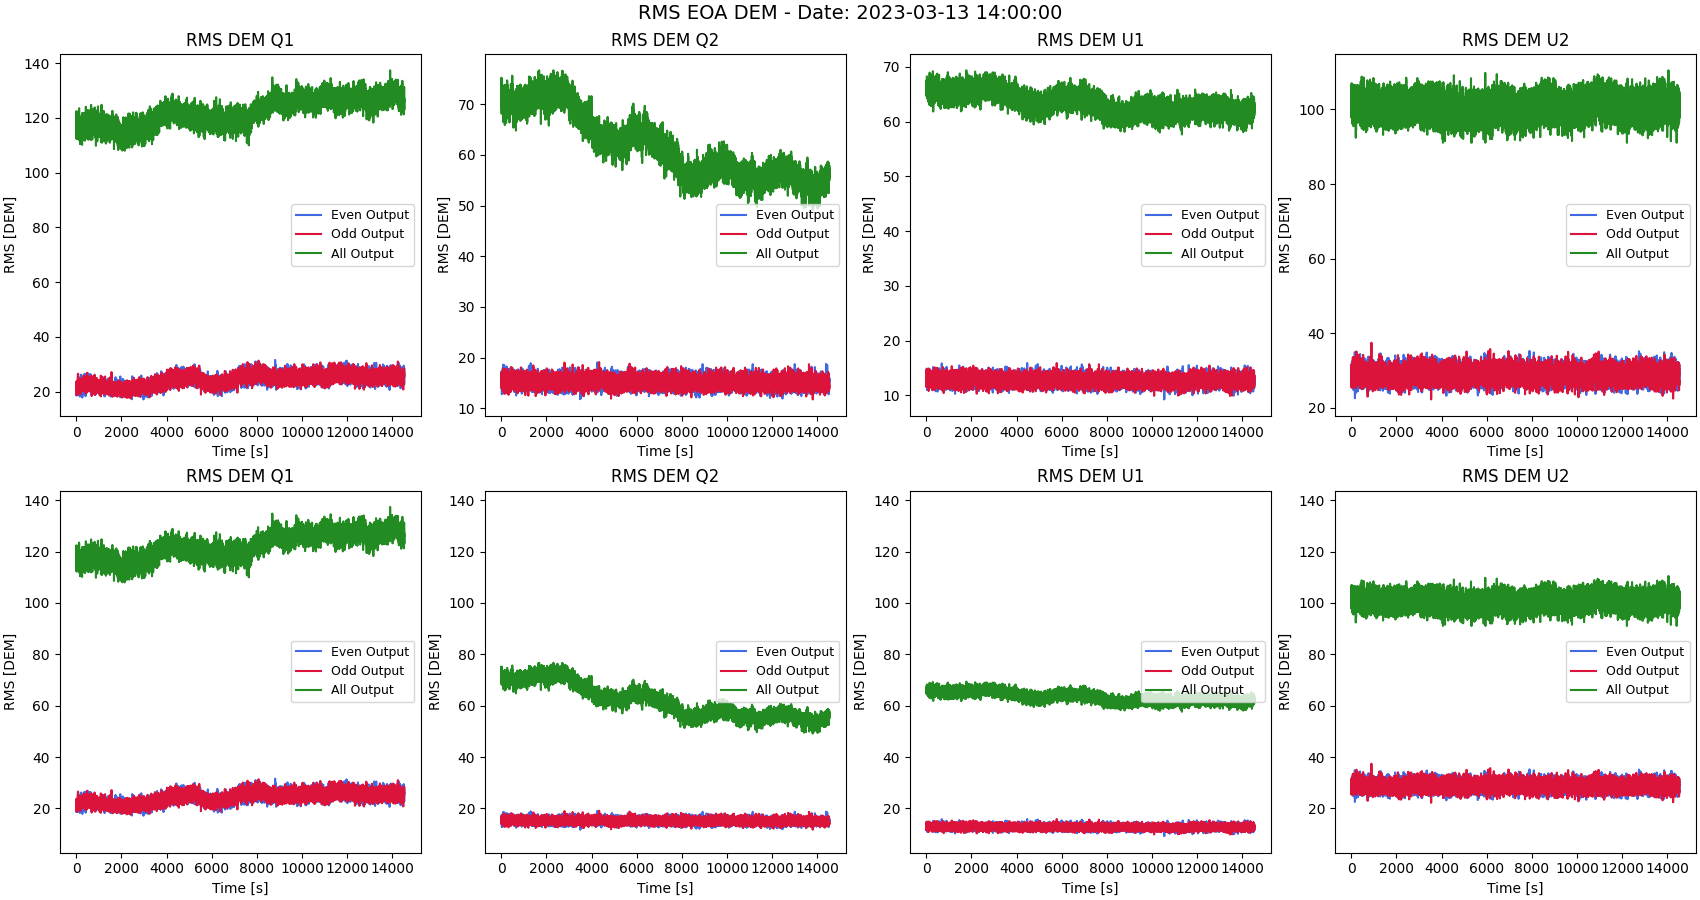 RMS EOA DEM - Date: 2023-03-13 14:00:00
RMS DEM Q1
RMS [DEM]
140
120
100
80
60
40
20
Even Output
Odd Output
All Output
0 2000 4000 6000 8000 10000 12000 14000
Time [s]
RMS DEM Q2
RMS [DEM]
70
60
50
40
30
20
10
Even Output
Odd Output
All Output
0 2000 4000 6000 8000 10000 12000 14000
Time [s]
RMS DEM U1
RMS [DEM]
70
60
50
40
30
20
10
Even Output
Odd Output
All Output
0 2000 4000 6000 8000 10000 12000 14000
Time [s]
RMS DEM U2
RMS [DEM]
100
80
60
40
20
Even Output
Odd Output
All Output
0 2000 4000 6000 8000 10000 12000 14000
Time [s]
RMS DEM Q1
RMS [DEM]
140
120
100
80
60
40
20
Even Output
Odd Output
All Output
0 2000 4000 6000 8000 10000 12000 14000
Time [s]
RMS DEM Q2
RMS [DEM]
140
120
100
80
60
40
20
Even Output
Odd Output
All Output
0 2000 4000 6000 8000 10000 12000 14000
Time [s]
RMS DEM U1
RMS [DEM]
140
120
100
80
60
40
20
Even Output
Odd Output
All Output
0 2000 4000 6000 8000 10000 12000 14000
Time [s]
RMS DEM U2
RMS [DEM]
140
120
100
80
60
40
20
Even Output
Odd Output
All Output
0 2000 4000 6000 8000 10000 12000 14000
Time [s]